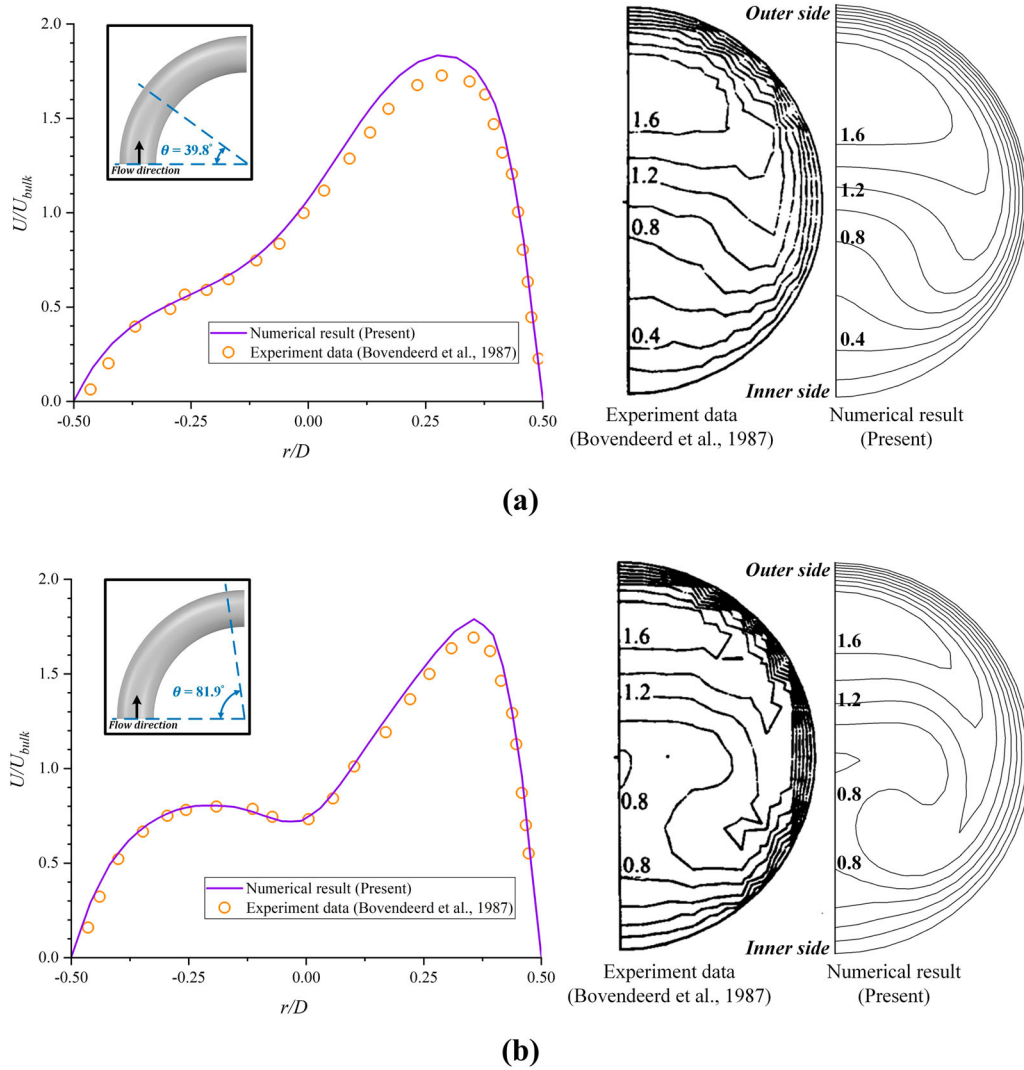 2.0
1.5
1.0
0.5
0.0
-0.50
-0.25
0.00
0.25
0.50
U/U_bulk
r/D
θ = 39.8°
Flow direction
Numerical result (Present)
Experiment data (Bovendeerd et al., 1987)
Outer side
1.6
1.2
0.8
0.4
1.6
1.2
0.8
0.4
Inner side
Experiment data
(Bovendeerd et al., 1987)
Numerical result
(Present)
(a)
2.0
1.5
1.0
0.5
0.0
-0.50
-0.25
0.00
0.25
0.50
U/U_bulk
r/D
θ = 81.9°
Flow direction
Numerical result (Present)
Experiment data (Bovendeerd et al., 1987)
Outer side
1.6
1.2
0.8
0.8
1.6
1.2
0.8
0.8
Inner side
Experiment data
(Bovendeerd et al., 1987)
Numerical result
(Present)
(b)